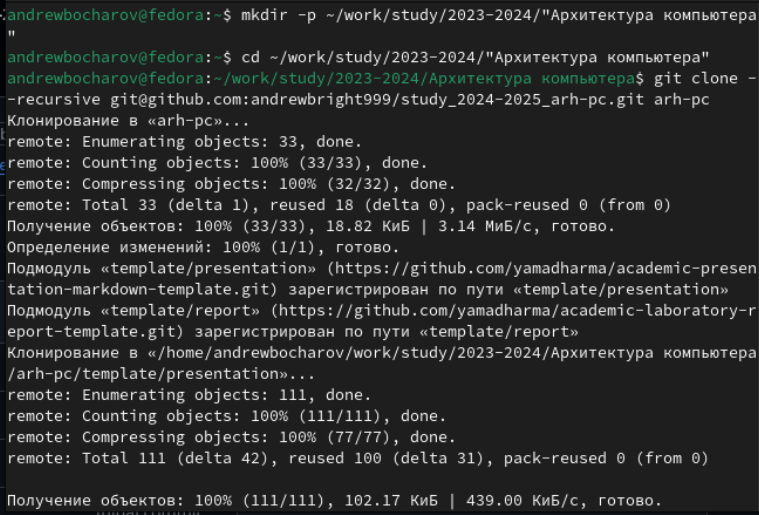 andrewbocharov@fedora:~$ mkdir -p ~/work/study/2023-2024/"Архитектура компьютера
"
andrewbocharov@fedora:~$ cd ~/work/study/2023-2024/"Архитектура компьютера"
andrewbocharov@fedora:~/work/study/2023-2024/Архитектура компьютера$ git clone -
-recursive git@github.com:andrewbright999/study_2024-2025_arh-pc.git arh-pc
Клонирование в «arh-pc»...
remote: Enumerating objects: 33, done.
remote: Counting objects: 100% (33/33), done.
remote: Compressing objects: 100% (32/32), done.
remote: Total 33 (delta 1), reused 18 (delta 0), pack-reused 0 (from 0)
Получение объектов: 100% (33/33), 18.82 КиБ | 3.14 МиБ/с, готово.
Определение изменений: 100% (1/1), готово.
Подмодуль «template/presentation» (https://github.com/yamadharma/academic-presen
tation-markdown-template.git) зарегистрирован по пути «template/presentation»
Подмодуль «template/report» (https://github.com/yamadharma/academic-laboratory-r
eport-template.git) зарегистрирован по пути «template/report»
Клонирование в «/home/andrewbocharov/work/study/2023-2024/Архитектура компьютера
/arh-pc/template/presentation»...
remote: Enumerating objects: 111, done.
remote: Counting objects: 100% (111/111), done.
remote: Compressing objects: 100% (77/77), done.
remote: Total 111 (delta 42), reused 100 (delta 31), pack-reused 0 (from 0)
Получение объектов: 100% (111/111), 102.17 КиБ | 439.00 КиБ/с, готово.